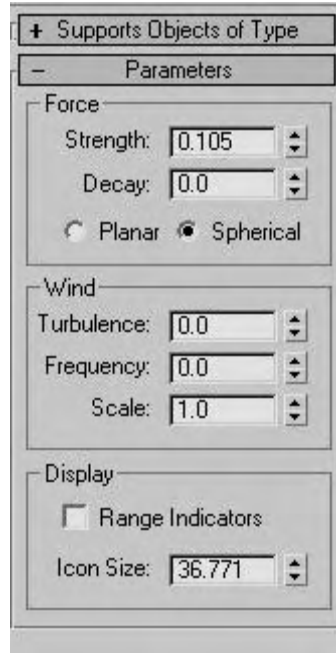 + Supports Objects of Type
- Parameters
Force
Strength: 0.105
Decay: 0.0
Planar Spherical
Wind
Turbulence: 0.0
Frequency: 0.0
Scale: 1.0
Display
Range Indicators
Icon Size: 36.771